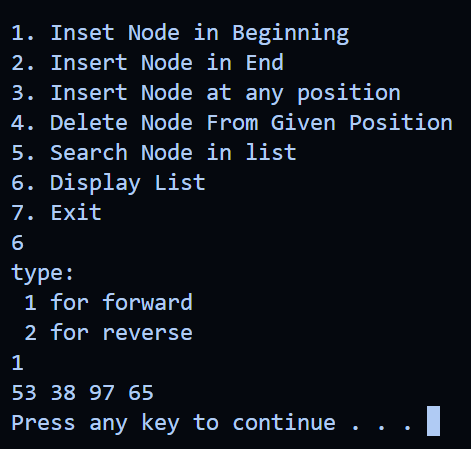 1. Inset Node in Beginning
2. Insert Node in End
3. Insert Node at any position
4. Delete Node From Given Position
5. Search Node in list
6. Display List
7. Exit
6
type:
 1 for forward
 2 for reverse
1
53 38 97 65
Press any key to continue . . .